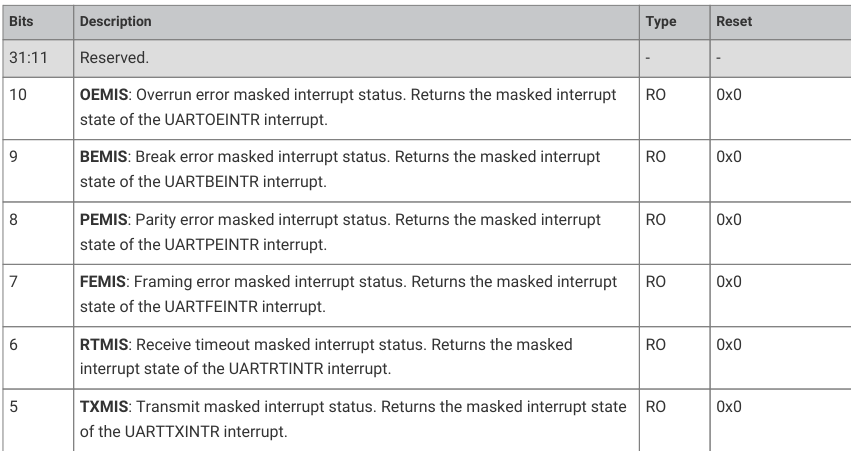 Bits Description Type Reset
31:11 Reserved. - -
10 OEMIS: Overrun error masked interrupt status. Returns the masked interrupt RO 0x0
state of the UARTOEINTR interrupt.
9 BEMIS: Break error masked interrupt status. Returns the masked interrupt RO 0x0
state of the UARTBEINTR interrupt.
8 PEMIS: Parity error masked interrupt status. Returns the masked interrupt RO 0x0
state of the UARTPEINTR interrupt.
7 FEMIS: Framing error masked interrupt status. Returns the masked interrupt RO 0x0
state of the UARTFEINTR interrupt.
6 RTMIS: Receive timeout masked interrupt status. Returns the masked RO 0x0
interrupt state of the UARTRTINTR interrupt.
5 TXMIS: Transmit masked interrupt status. Returns the masked interrupt state RO 0x0
of the UARTTXINTR interrupt.